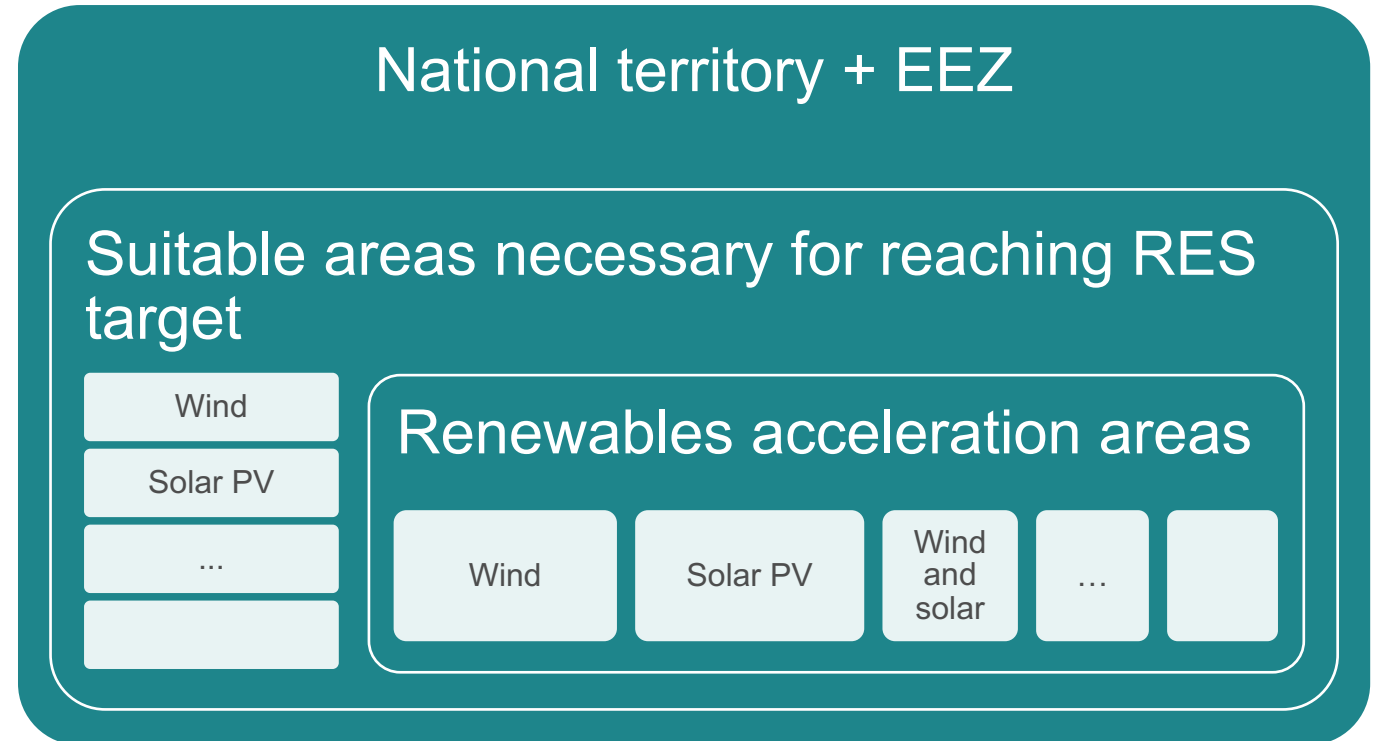 National territory + EEZ
Suitable areas necessary for reaching RES
target
Wind
Solar PV
...
Renewables acceleration areas
Wind
Solar PV
Wind
and
solar
…